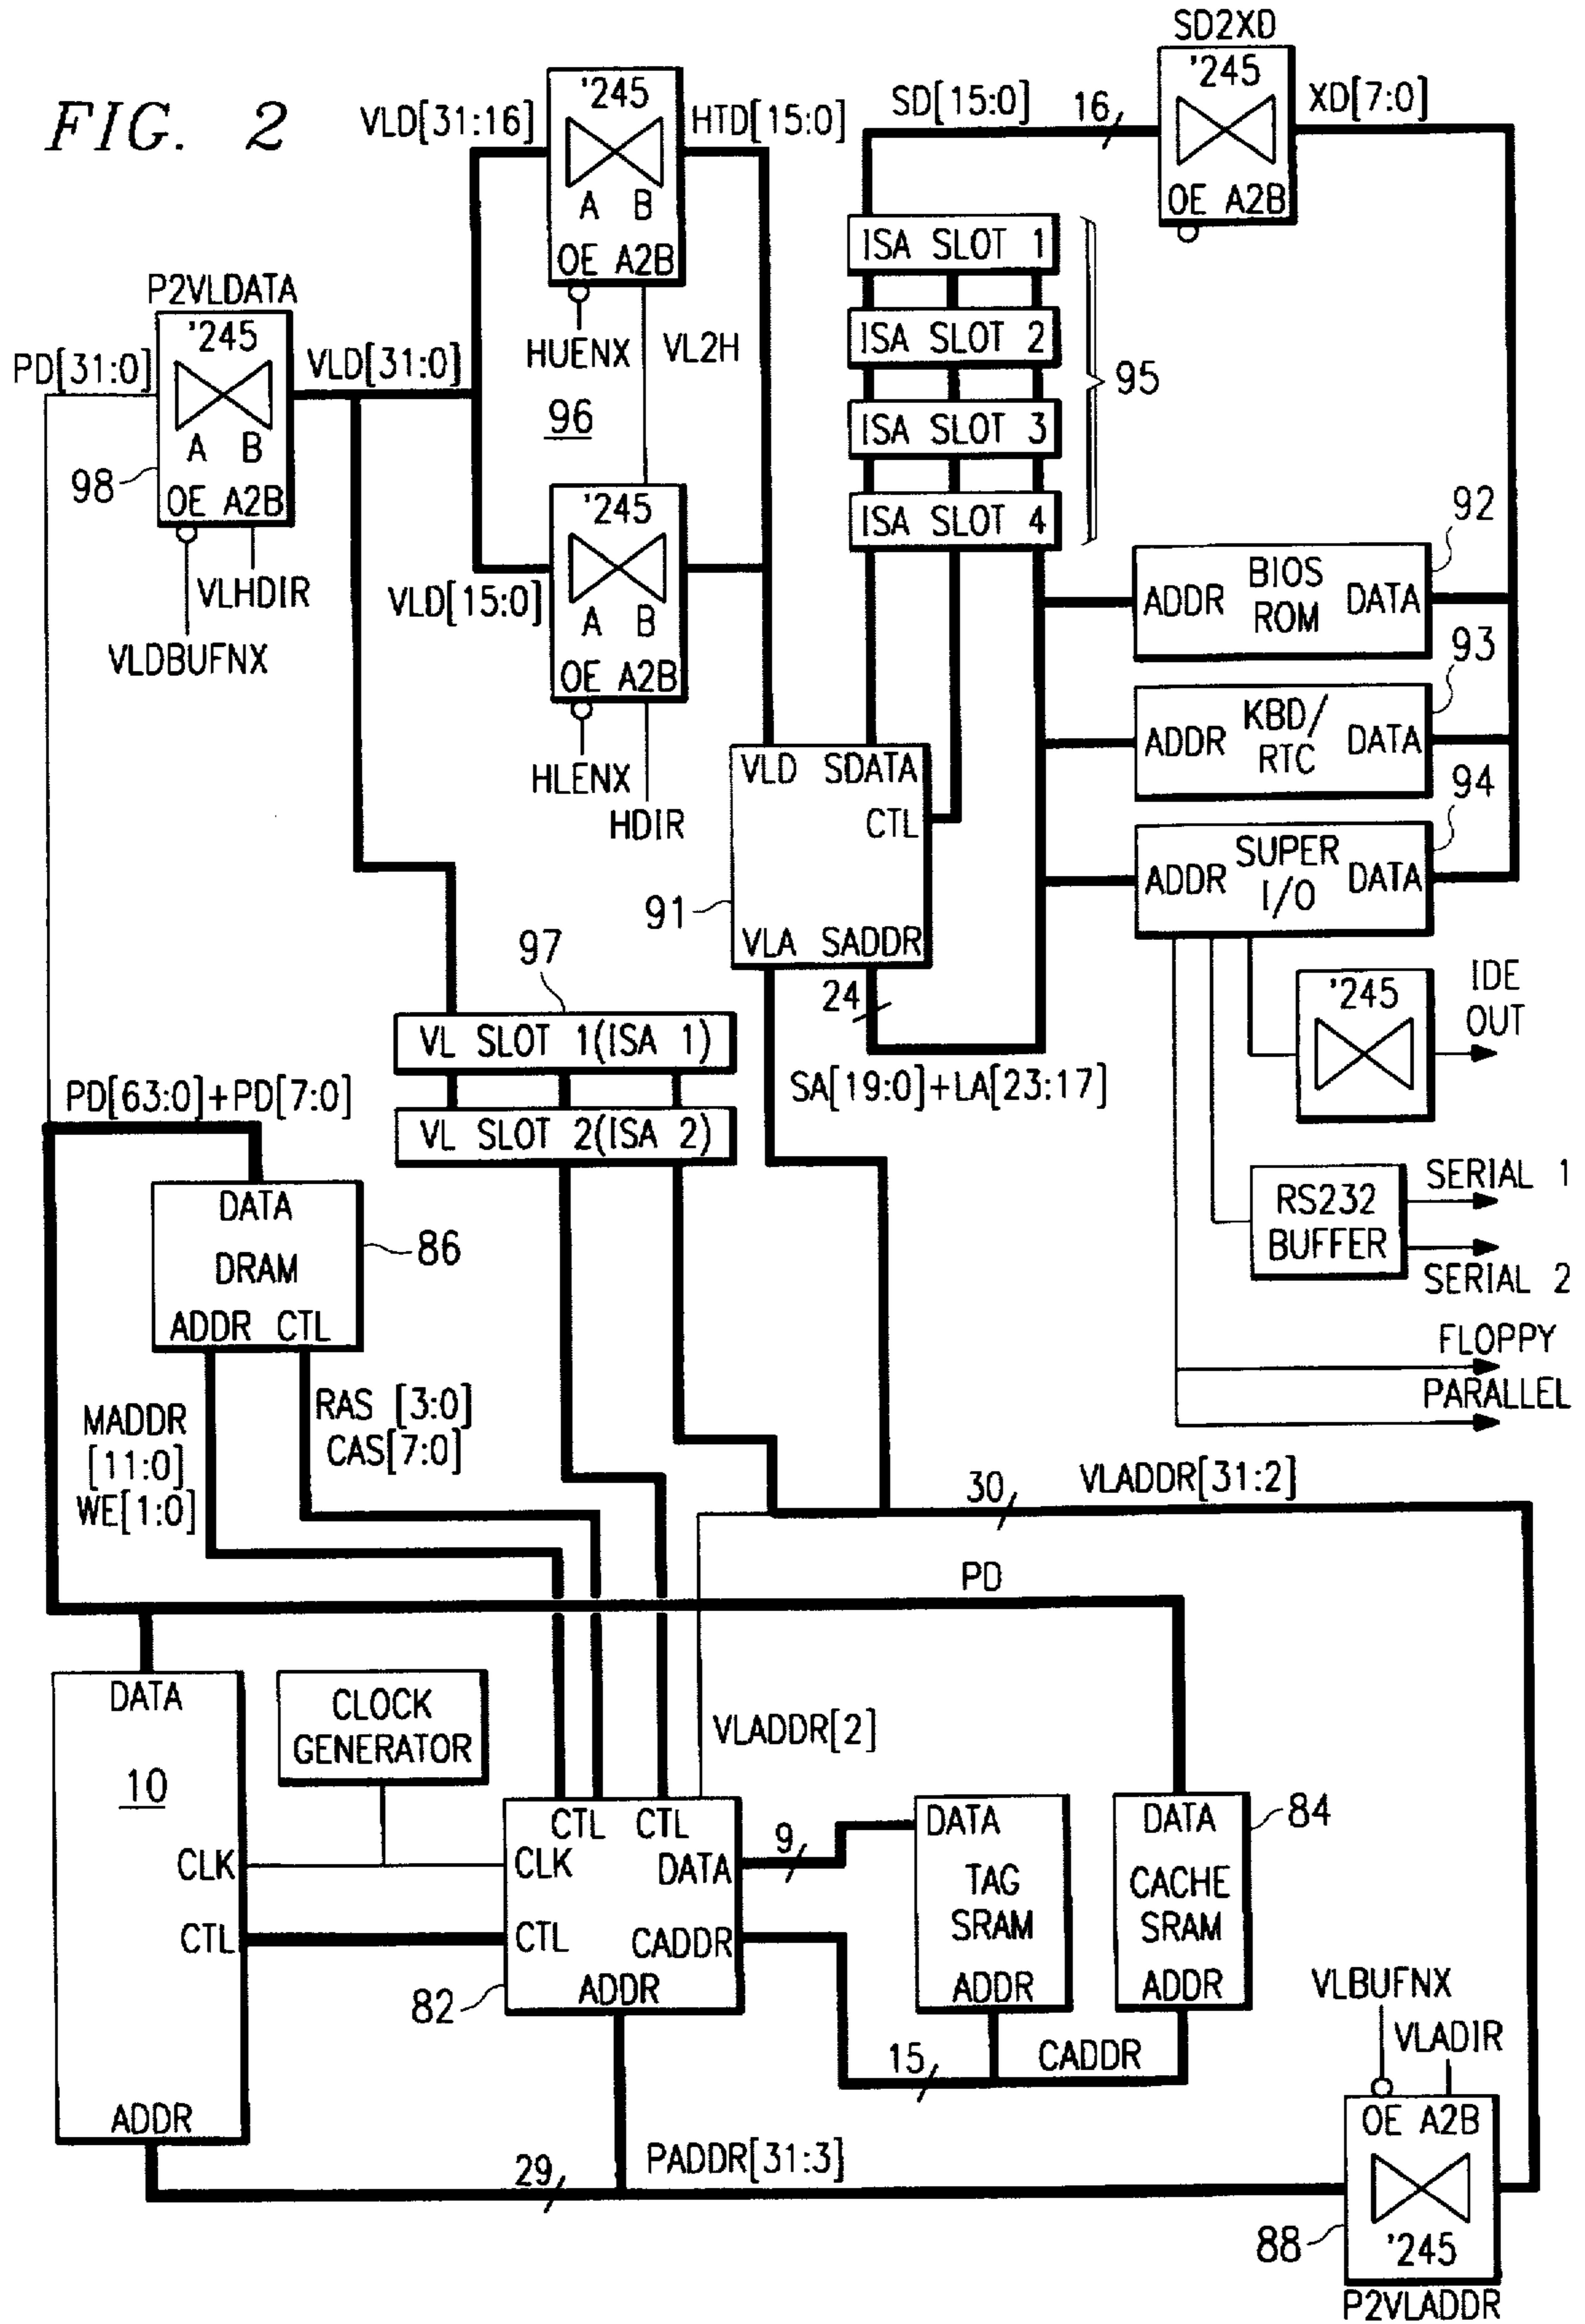 FIG. 2
SD2XD
'245
OE A2B
SD[15:0]
16
XD[7:0]
VLD[31:16]
'245
A B
OE A2B
HTD[15:0]
HUENX
VL2H
96
P2VLDATA
'245
A B
OE A2B
PD[31:0]
VLD[31:0]
98
VLHDIR
VLDBUFNX
VLD[15:0]
'245
A B
OE A2B
HLENX
HDIR
ISA SLOT 1
ISA SLOT 2
ISA SLOT 3
ISA SLOT 4
95
92
ADDR BIOS ROM DATA
93
ADDR KBD/ RTC DATA
94
ADDR SUPER I/O DATA
VLD SDATA
CTL
91
VLA SADDR
24
SA[19:0]+LA[23:17]
'245
IDE OUT
97
VL SLOT 1(ISA 1)
VL SLOT 2(ISA 2)
RS232 BUFFER
SERIAL 1
SERIAL 2
FLOPPY
PARALLEL
PD[63:0]+PD[7:0]
DATA
DRAM
ADDR CTL
86
MADDR [11:0]
WE[1:0]
RAS [3:0]
CAS[7:0]
30
VLADDR[31:2]
PD
DATA
10
CLK
CTL
ADDR
CLOCK GENERATOR
VLADDR[2]
CTL CTL
CLK
DATA
CTL
CADDR
ADDR
82
9
DATA
TAG SRAM
ADDR
DATA
CACHE SRAM
ADDR
84
15
CADDR
VLBUFNX
VLADIR
29
PADDR[31:3]
OE A2B
'245
88
P2VLADDR